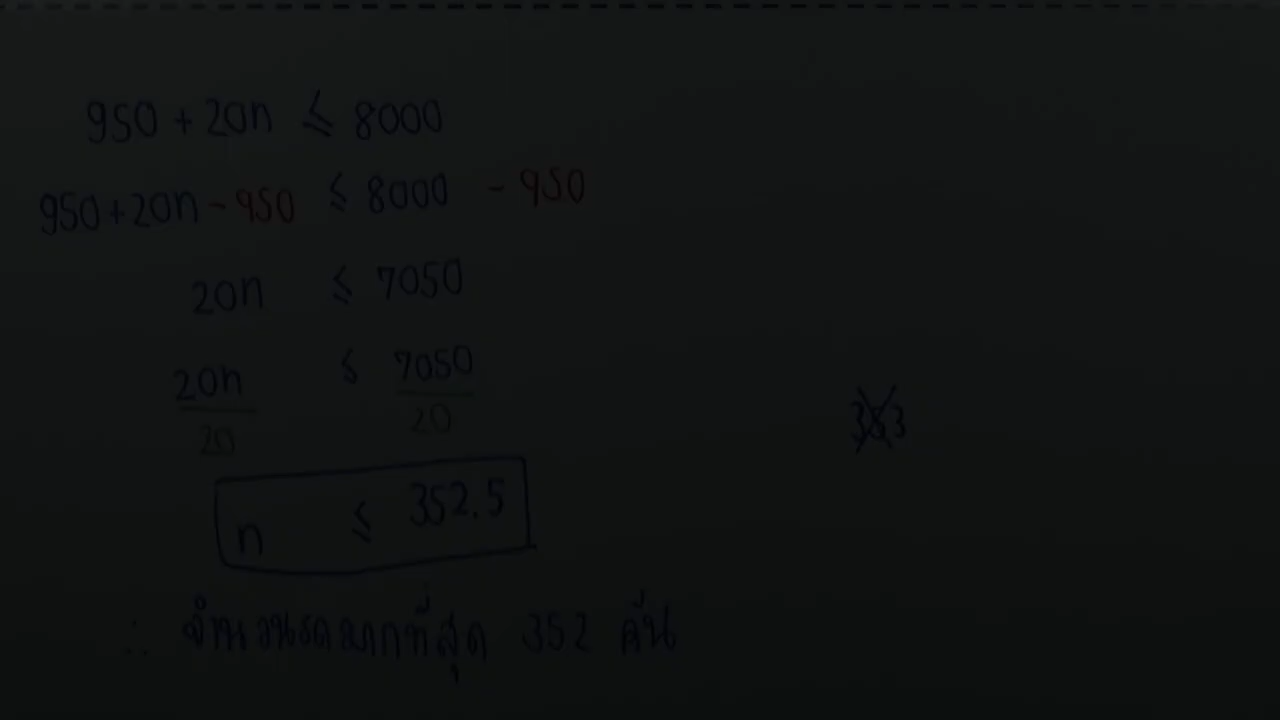 950 + 20n ≤ 8000
950 + 20n - 950 ≤ 8000 - 950
20n ≤ 7050
20n/20 ≤ 7050/20
353
n ≤ 352.5
∴ จำนวนรถมากที่สุด 352 คัน